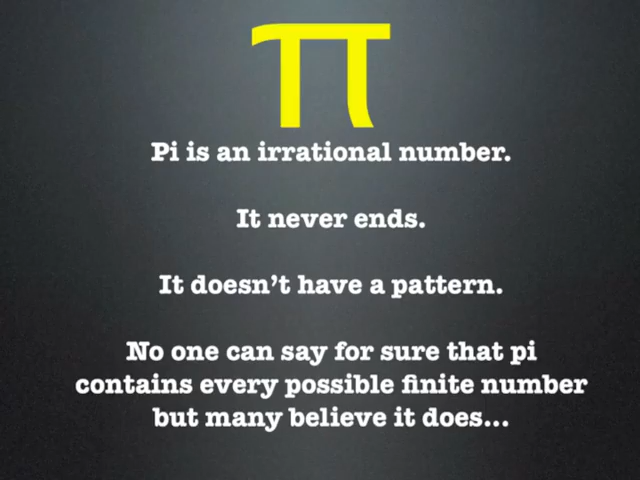 π
Pi is an irrational number.
It never ends.
It doesn't have a pattern.
No one can say for sure that pi
contains every possible finite number
but many believe it does...